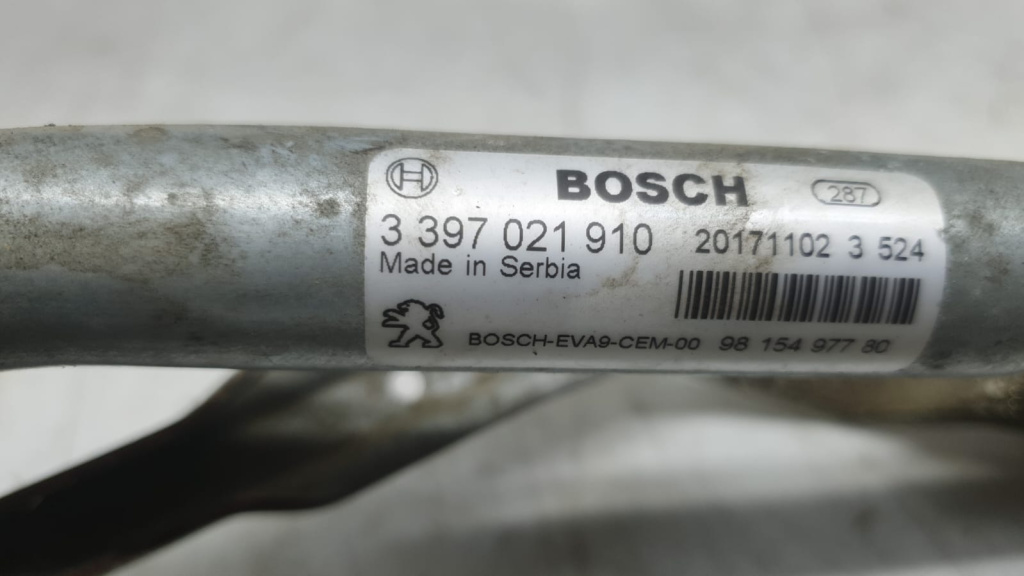 BOSCH 287
3 397 021 910 20171102 3 524
Made in Serbia
BOSCH-EVA9-CEM-00 98 154 977 80